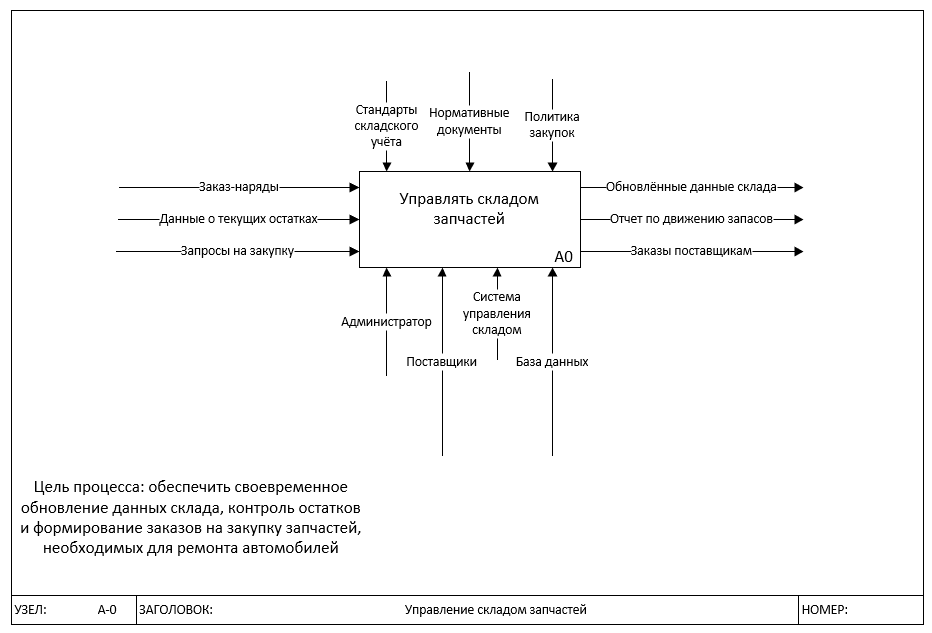 Стандарты
складского
учёта
Нормативные
документы
Политика
закупок
Заказ-наряды
Данные о текущих остатках
Запросы на закупку
Управлять складом
запчастей
A0
Обновлённые данные склада
Отчет по движению запасов
Заказы поставщикам
Администратор
Поставщики
Система
управления
складом
База данных
Цель процесса: обеспечить своевременное
обновление данных склада, контроль остатков
и формирование заказов на закупку запчастей,
необходимых для ремонта автомобилей
УЗЕЛ: A-0 ЗАГОЛОВОК: Управление складом запчастей НОМЕР: